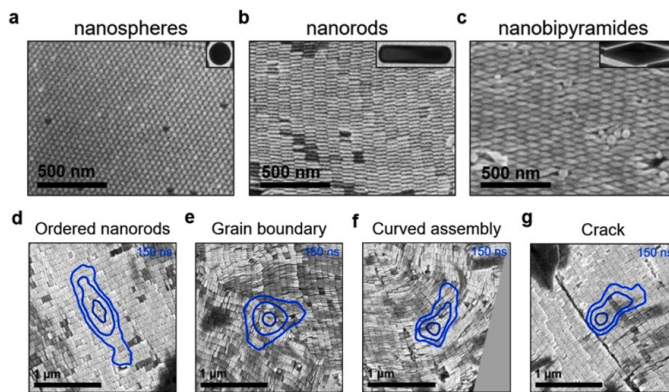 a nanospheres
b nanorods
c nanobipyramides
500 nm
500 nm
500 nm
d Ordered nanorods
e Grain boundary
f Curved assembly
g Crack
150 ns
150 ns
150 ns
150 ns
1 µm
1 µm
1 µm
1 µm